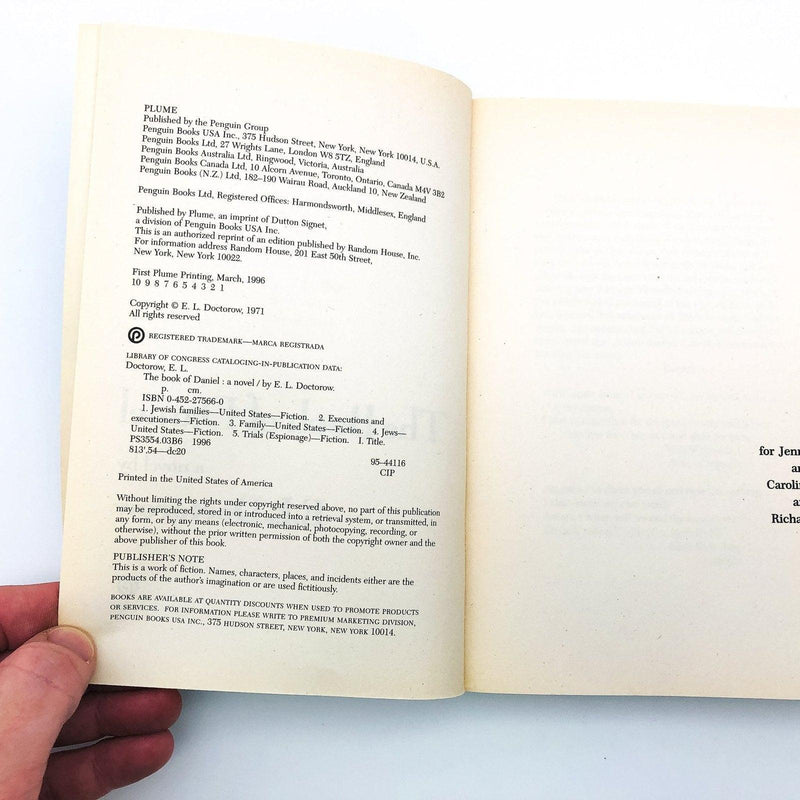 PLUME
Published by the Penguin Group
Penguin Books USA Inc., 375 Hudson Street, New York, New York 10014, U.S.A.
Penguin Books Ltd, 27 Wrights Lane, London W8 5TZ, England
Penguin Books Australia Ltd, Ringwood, Victoria, Australia
Penguin Books Canada Ltd, 10 Alcorn Avenue, Toronto, Ontario, Canada M4V 3B2
Penguin Books (N.Z.) Ltd, 182–190 Wairau Road, Auckland 10, New Zealand
Penguin Books Ltd, Registered Offices: Harmondsworth, Middlesex, England
Published by Plume, an imprint of Dutton Signet,
a division of Penguin Books USA Inc.
This is an authorized reprint of an edition published by Random House, Inc.
For information address Random House, 201 East 50th Street,
New York, New York 10022.
First Plume Printing, March, 1996
10 9 8 7 6 5 4 3 2 1
Copyright © E. L. Doctorow, 1971
All rights reserved
REGISTERED TRADEMARK—MARCA REGISTRADA
LIBRARY OF CONGRESS CATALOGING-IN-PUBLICATION DATA:
Doctorow, E. L.
The book of Daniel : a novel / by E. L. Doctorow.
p. cm.
ISBN 0-452-27566-0
1. Jewish families—United States—Fiction. 2. Executions and
executioners—Fiction. 3. Family—United States—Fiction. 4. Jews—
United States—Fiction. 5. Trials (Espionage)—Fiction. I. Title.
PS3554.O3B6 1996
813'.54—dc20 95-44116
CIP
Printed in the United States of America
Without limiting the rights under copyright reserved above, no part of this publication
may be reproduced, stored in or introduced into a retrieval system, or transmitted, in
any form, or by any means (electronic, mechanical, photocopying, recording, or
otherwise), without the prior written permission of both the copyright owner and the
above publisher of this book.
PUBLISHER'S NOTE
This is a work of fiction. Names, characters, places, and incidents either are the
products of the author's imagination or are used fictitiously.
BOOKS ARE AVAILABLE AT QUANTITY DISCOUNTS WHEN USED TO PROMOTE PRODUCTS
OR SERVICES. FOR INFORMATION PLEASE WRITE TO PREMIUM MARKETING DIVISION,
PENGUIN BOOKS USA INC., 375 HUDSON STREET, NEW YORK, NEW YORK 10014.
for Jenn
an
Carolin
a
Richa